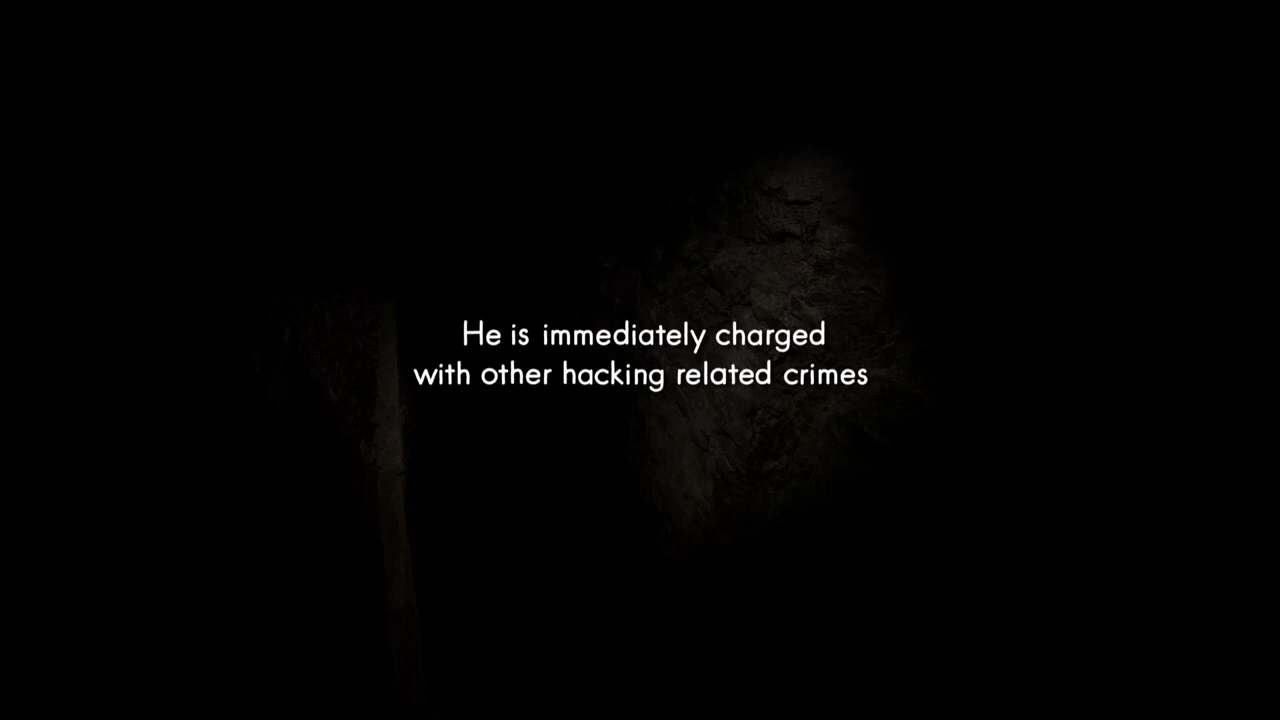 He is immediately charged
with other hacking related crimes